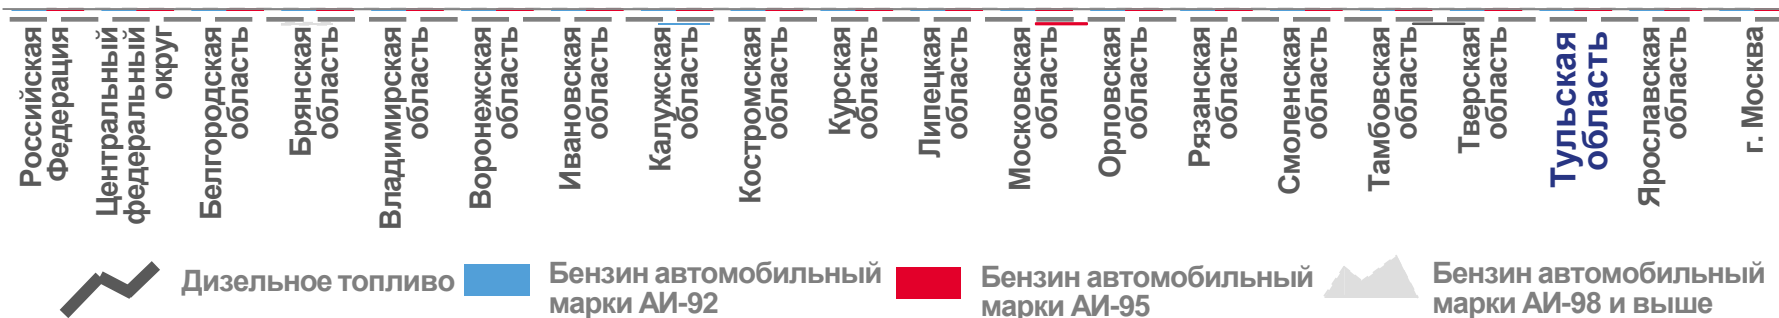 Российская
Федерация
Центральный
федеральный
округ
Белгородская
область
Брянская
область
Владимирская
область
Воронежская
область
Ивановская
область
Калужская
область
Костромская
область
Курская
область
Липецкая
область
Московская
область
Орловская
область
Рязанская
область
Смоленская
область
Тамбовская
область
Тверская
область
Тульская
область
Ярославская
область
г. Москва
Дизельное топливо
Бензин автомобильный
марки АИ-92
Бензин автомобильный
марки АИ-95
Бензин автомобильный
марки АИ-98 и выше